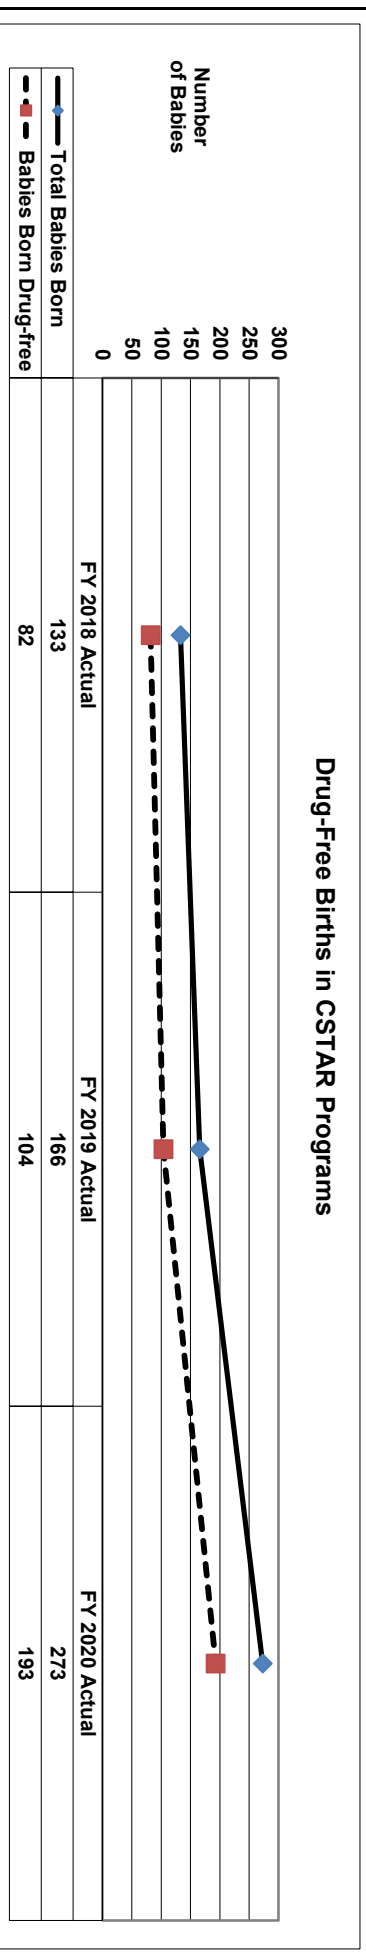 Drug-Free Births in CSTAR Programs
Number
of Babies
300
250
200
150
100
50
0
FY 2018 Actual FY 2019 Actual FY 2020 Actual
Total Babies Born 133 166 273
Babies Born Drug-free 82 104 193